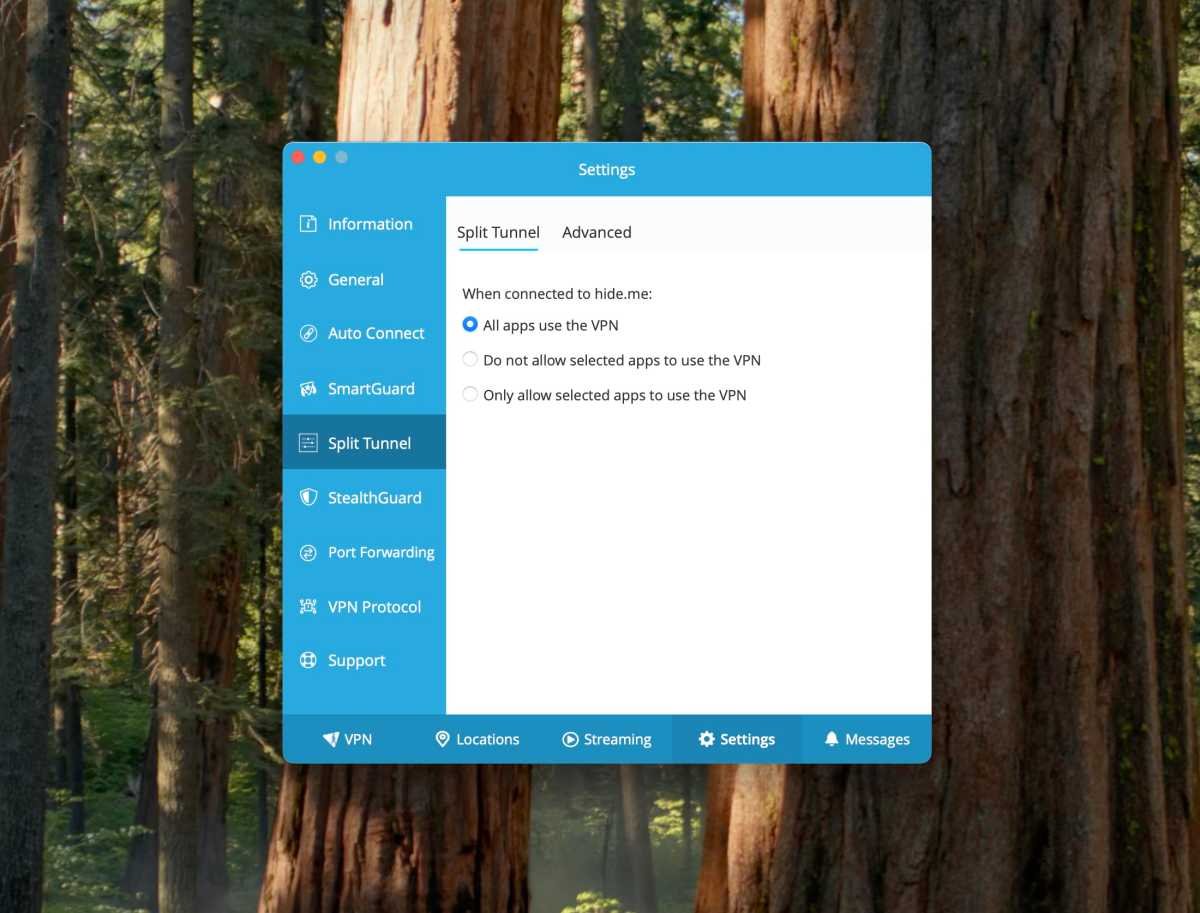 Settings
Information
General
Auto Connect
SmartGuard
Split Tunnel
StealthGuard
Port Forwarding
VPN Protocol
Support
Split Tunnel
Advanced
When connected to hide.me:
All apps use the VPN
Do not allow selected apps to use the VPN
Only allow selected apps to use the VPN
VPN
Locations
Streaming
Settings
Messages